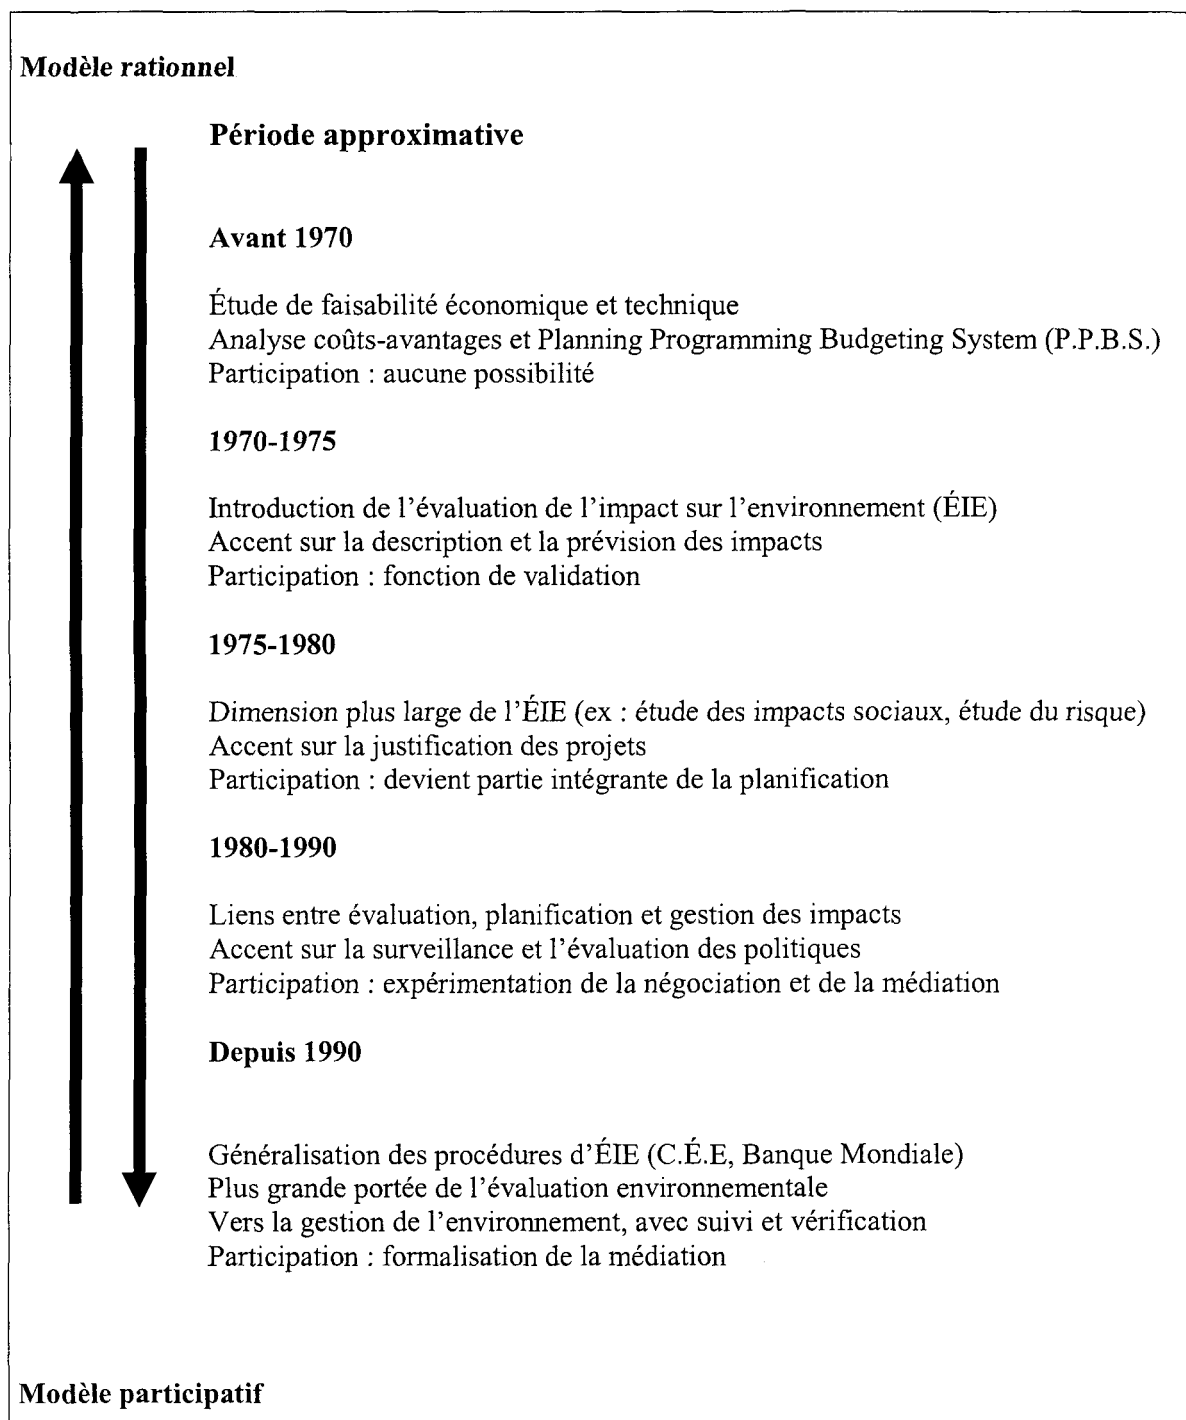 Modèle rationnel
Période approximative
Avant 1970
Étude de faisabilité économique et technique
Analyse coûts-avantages et Planning Programming Budgeting System (P.P.B.S.)
Participation : aucune possibilité
1970-1975
Introduction de l'évaluation de l'impact sur l'environnement (ÉIE)
Accent sur la description et la prévision des impacts
Participation : fonction de validation
1975-1980
Dimension plus large de l'ÉIE (ex : étude des impacts sociaux, étude du risque)
Accent sur la justification des projets
Participation : devient partie intégrante de la planification
1980-1990
Liens entre évaluation, planification et gestion des impacts
Accent sur la surveillance et l'évaluation des politiques
Participation : expérimentation de la négociation et de la médiation
Depuis 1990
Généralisation des procédures d'ÉIE (C.É.E, Banque Mondiale)
Plus grande portée de l'évaluation environnementale
Vers la gestion de l'environnement, avec suivi et vérification
Participation : formalisation de la médiation
Modèle participatif